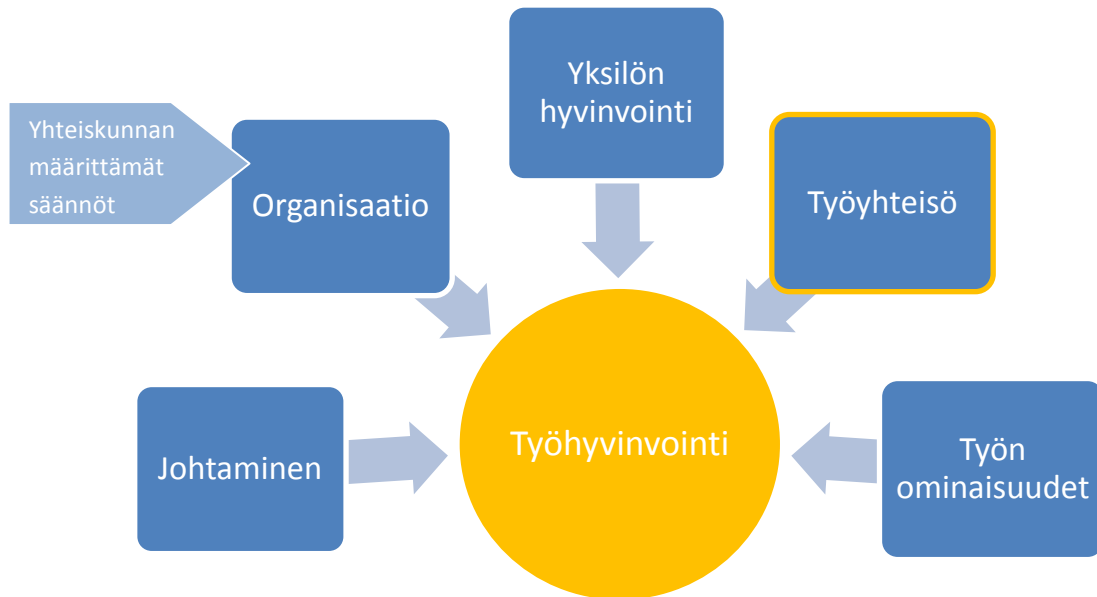 Yksilön
hyvinvointi
Yhteiskunnan
määrittämät
säännöt
Organisaatio
Työyhteisö
Johtaminen
Työhyvinvointi
Työn
ominaisuudet